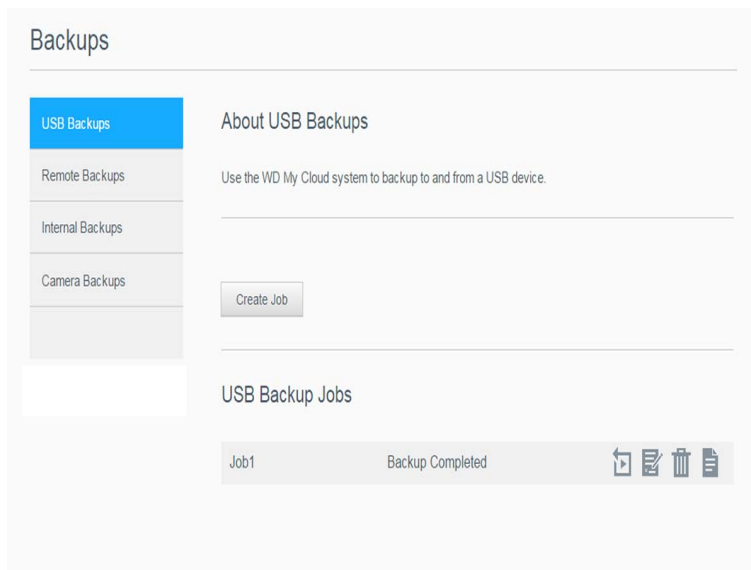 Backups
USB Backups
Remote Backups
Internal Backups
Camera Backups
About USB Backups
Use the WD My Cloud system to backup to and from a USB device.
Create Job
USB Backup Jobs
Job1 Backup Completed